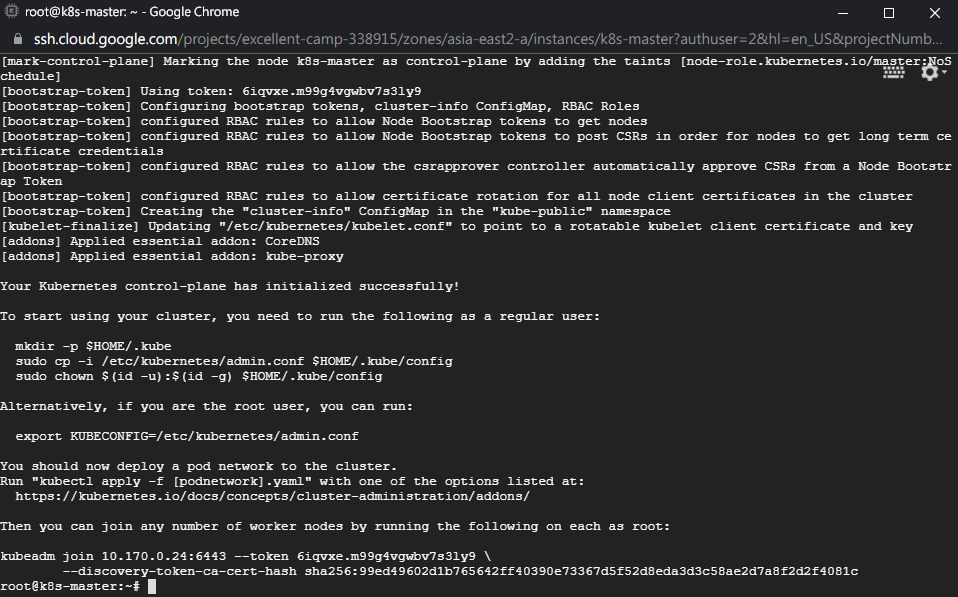 root@k8s-master: ~ - Google Chrome
ssh.cloud.google.com/projects/excellent-camp-338915/zones/asia-east2-a/instances/k8s-master?authuser=2&hl=en_US&projectNumb...
[mark-control-plane] Marking the node k8s-master as control-plane by adding the taints [node-role.kubernetes.io/master:NoS
chedule]
[bootstrap-token] Using token: 6iqvxe.m99g4vgwbv7s3ly9
[bootstrap-token] Configuring bootstrap tokens, cluster-info ConfigMap, RBAC Roles
[bootstrap-token] configured RBAC rules to allow Node Bootstrap tokens to get nodes
[bootstrap-token] configured RBAC rules to allow Node Bootstrap tokens to post CSRs in order for nodes to get long term ce
rtificate credentials
[bootstrap-token] configured RBAC rules to allow the csrapprover controller automatically approve CSRs from a Node Bootstr
ap Token
[bootstrap-token] configured RBAC rules to allow certificate rotation for all node client certificates in the cluster
[bootstrap-token] Creating the "cluster-info" ConfigMap in the "kube-public" namespace
[kubelet-finalize] Updating "/etc/kubernetes/kubelet.conf" to point to a rotatable kubelet client certificate and key
[addons] Applied essential addon: CoreDNS
[addons] Applied essential addon: kube-proxy
Your Kubernetes control-plane has initialized successfully!
To start using your cluster, you need to run the following as a regular user:
mkdir -p $HOME/.kube
sudo cp -i /etc/kubernetes/admin.conf $HOME/.kube/config
sudo chown $(id -u):$(id -g) $HOME/.kube/config
Alternatively, if you are the root user, you can run:
export KUBECONFIG=/etc/kubernetes/admin.conf
You should now deploy a pod network to the cluster.
Run "kubectl apply -f [podnetwork].yaml" with one of the options listed at:
https://kubernetes.io/docs/concepts/cluster-administration/addons/
Then you can join any number of worker nodes by running the following on each as root:
kubeadm join 10.170.0.24:6443 --token 6iqvxe.m99g4vgwbv7s3ly9 \
--discovery-token-ca-cert-hash sha256:99ed49602d1b765642ff40390e73367d5f52d8eda3d3c58ae2d7a8f2d2f4081c
root@k8s-master:~#